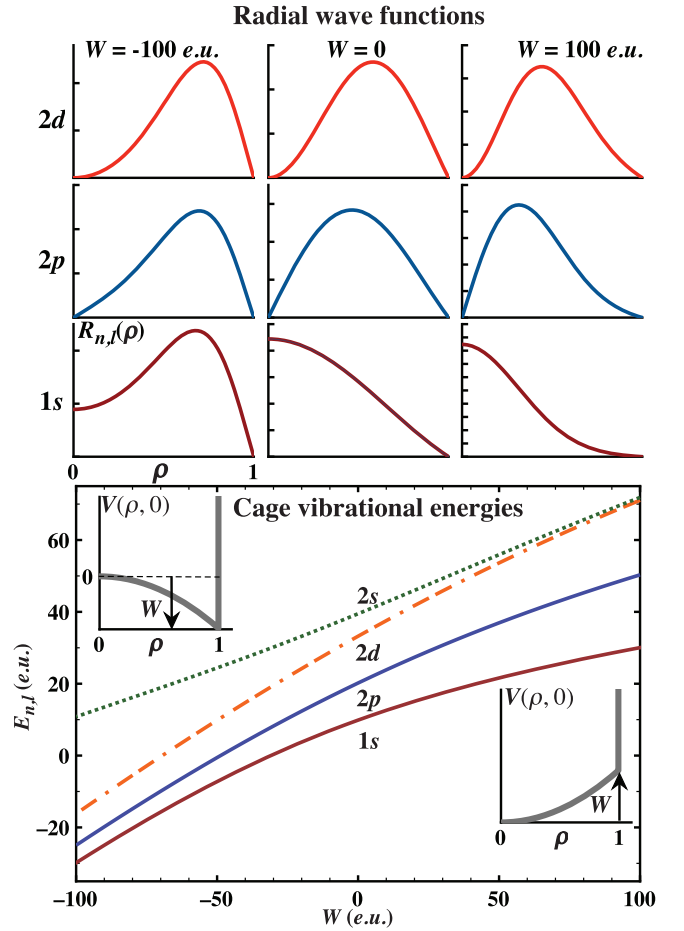 Radial wave functions
W = -100 e.u.
W = 0
W = 100 e.u.
2d
2p
R_{n,l}(ρ)
1s
0
ρ
1
V(ρ, 0)
Cage vibrational energies
60
0
W
40
2s
0
ρ
1
2d
E_{n,l} (e.u.)
20
2p
V(ρ, 0)
1s
0
W
−20
0
ρ
1
−100
−50
0
50
100
W (e.u.)